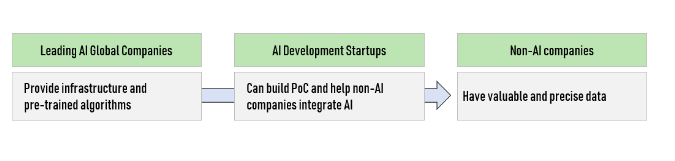 Leading AI Global Companies
AI Development Startups
Non-AI companies
Provide infrastructure and
pre-trained algorithms
Can build PoC and help non-AI
companies integrate AI
Have valuable and precise data